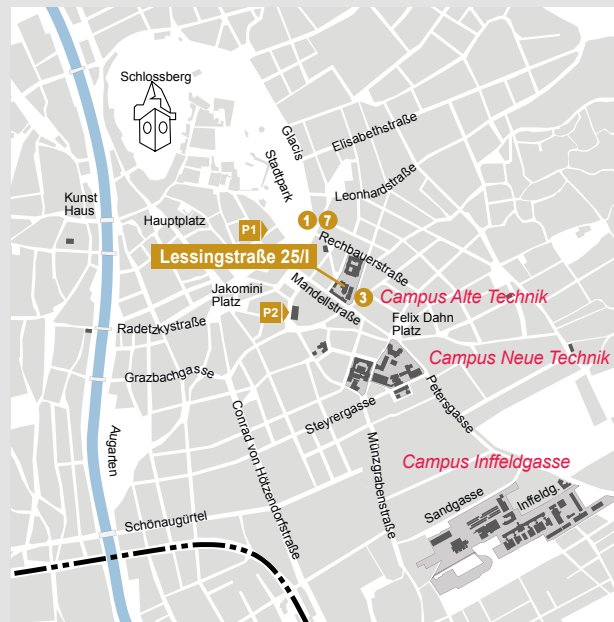 Schlossberg
Glacis
Stadtpark
Elisabethstraße
Leonhardstraße
Kunst
Haus
Hauptplatz
P1
1
7
Rechbauerstraße
Lessingstraße 25/I
Jakomini
Platz
Mandellstraße
3
Campus Alte Technik
P2
Felix Dahn
Platz
Radetzkystraße
Campus Neue Technik
Grazbachgasse
Petersgasse
Steyrergasse
Conrad von Hötzendorfstraße
Augarten
Münzgrabenstraße
Campus Inffeldgasse
Sandgasse
Inffeldg.
Schönaugürtel